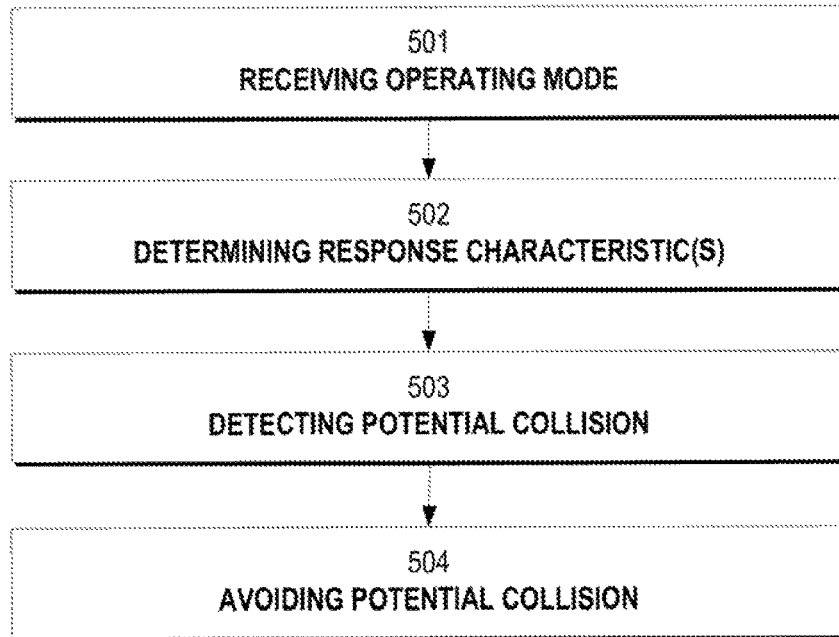 501
RECEIVING OPERATING MODE
502
DETERMINING RESPONSE CHARACTERISTIC(S)
503
DETECTING POTENTIAL COLLISION
504
AVOIDING POTENTIAL COLLISION